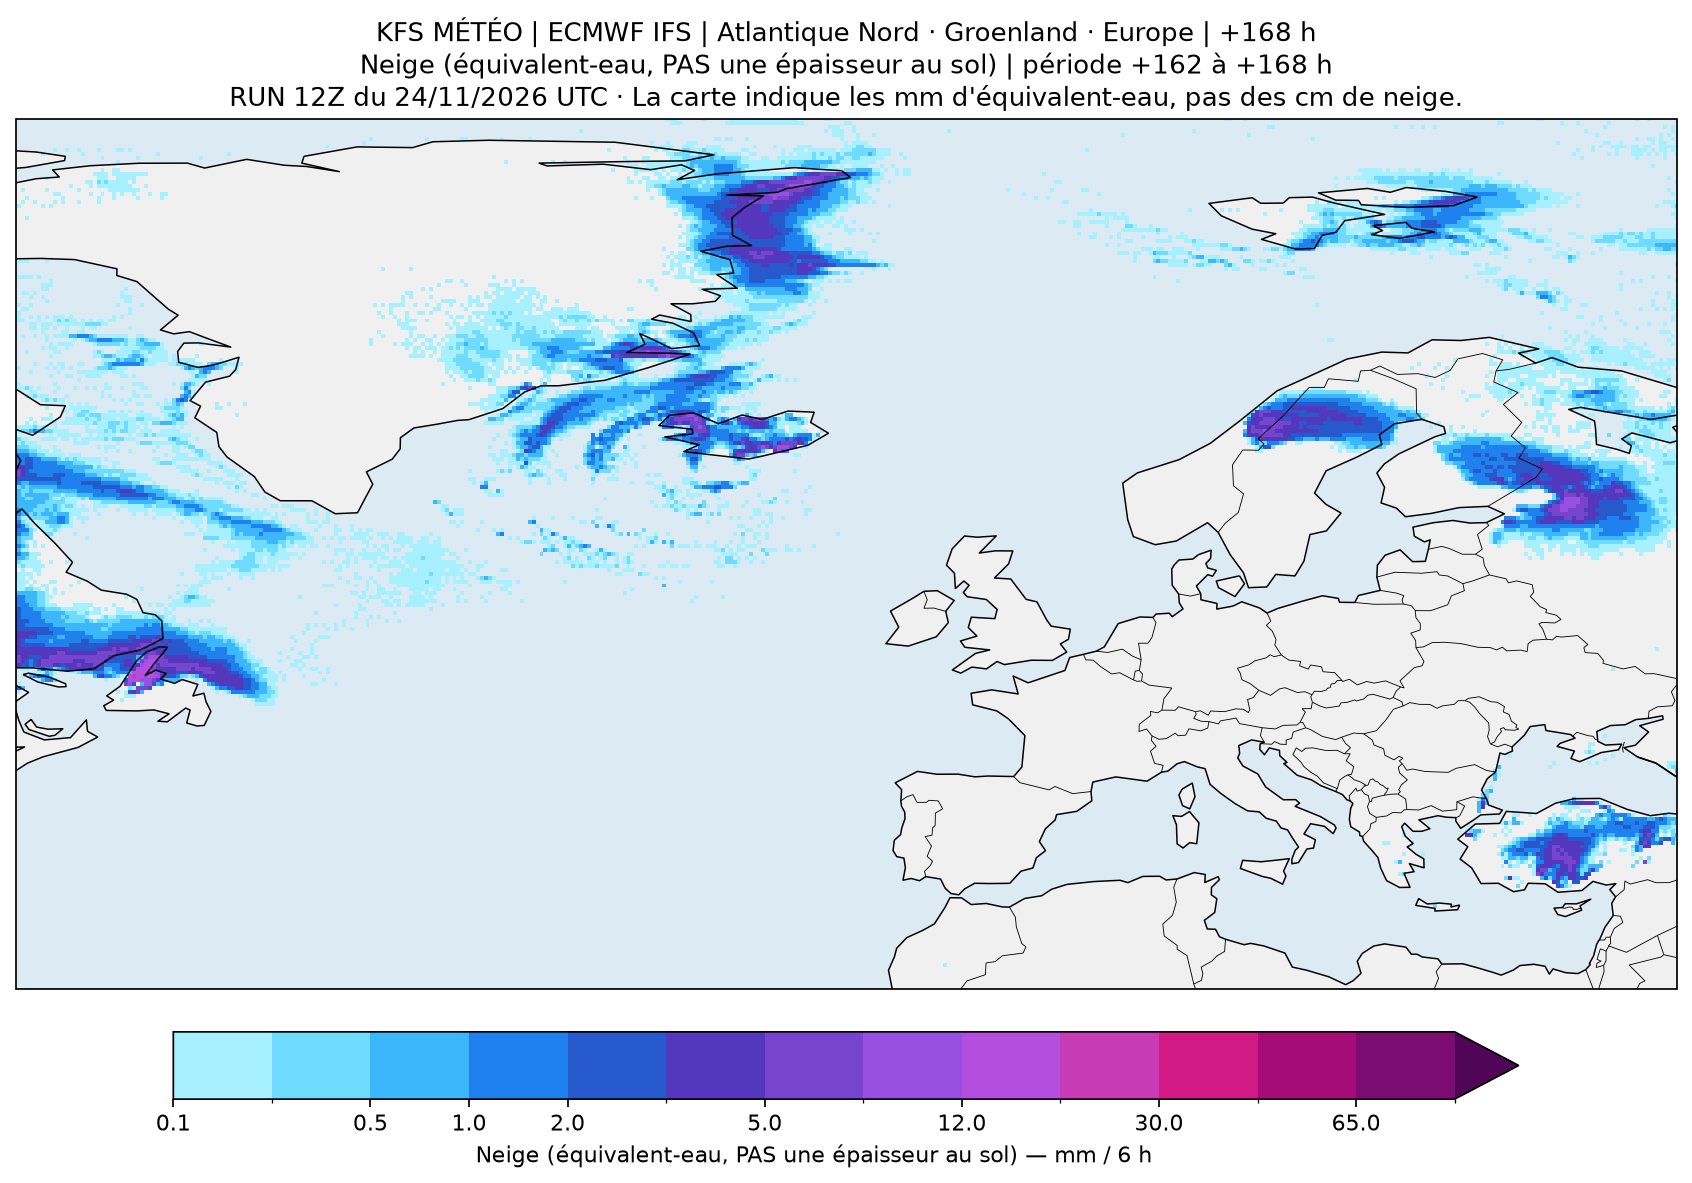 KFS MÉTÉO | ECMWF IFS | Atlantique Nord · Groenland · Europe | +168 h
Neige (équivalent-eau, PAS une épaisseur au sol) | période +162 à +168 h
RUN 12Z du 24/11/2026 UTC · La carte indique les mm d'équivalent-eau, pas des cm de neige.
0.1 0.5 1.0 2.0 5.0 12.0 30.0 65.0
Neige (équivalent-eau, PAS une épaisseur au sol) — mm / 6 h